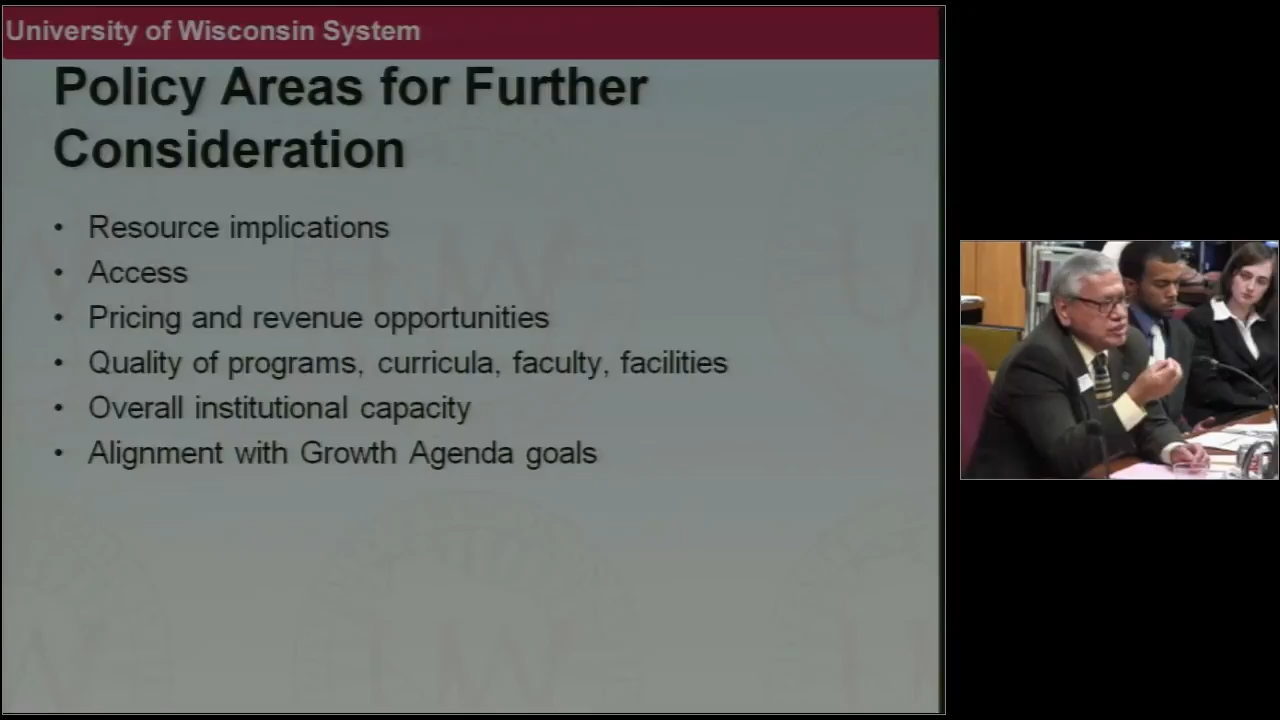 University of Wisconsin System
Policy Areas for Further
Consideration
• Resource implications
• Access
• Pricing and revenue opportunities
• Quality of programs, curricula, faculty, facilities
• Overall institutional capacity
• Alignment with Growth Agenda goals